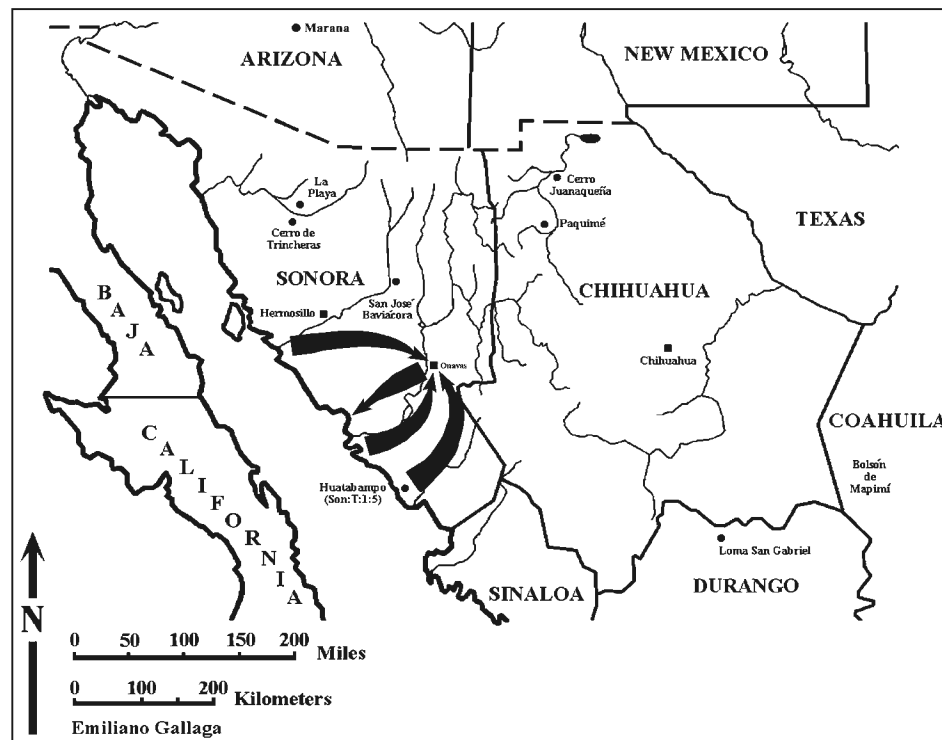 Marana
ARIZONA
NEW MEXICO
La
Playa
Cerro
Juanaqueña
Cerro de
Trincheras
Paquimé
TEXAS
SONORA
San José
Baviácora
CHIHUAHUA
Hermosillo
BAJA
Chihuahua
Onavas
COAHUILA
Bolsón
de
Mapimí
CALIFORNIA
Huatabampo
(Son:T:1:5)
Loma San Gabriel
SINALOA
DURANGO
N
0 50 100 150 200
Miles
0 100 200
Kilometers
Emiliano Gallaga